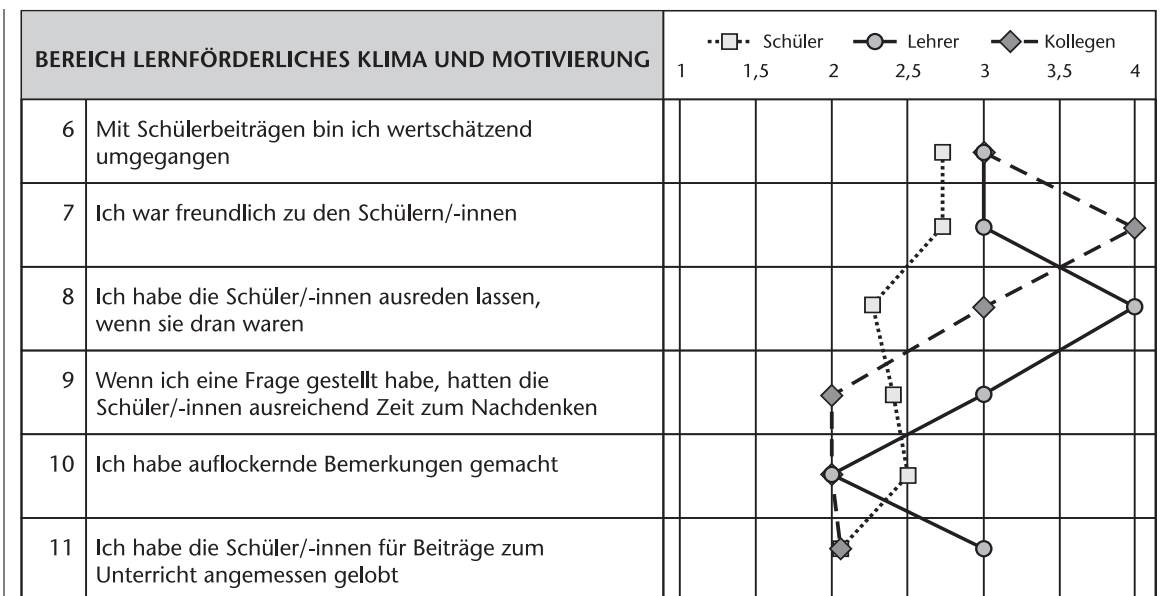 BEREICH LERNFÖRDERLICHES KLIMA UND MOTIVIERUNG
Schüler Lehrer Kollegen
1 1,5 2 2,5 3 3,5 4
6 Mit Schülerbeiträgen bin ich wertschätzend
umgegangen
7 Ich war freundlich zu den Schülern/-innen
8 Ich habe die Schüler/-innen ausreden lassen,
wenn sie dran waren
9 Wenn ich eine Frage gestellt habe, hatten die
Schüler/-innen ausreichend Zeit zum Nachdenken
10 Ich habe auflockernde Bemerkungen gemacht
11 Ich habe die Schüler/-innen für Beiträge zum
Unterricht angemessen gelobt